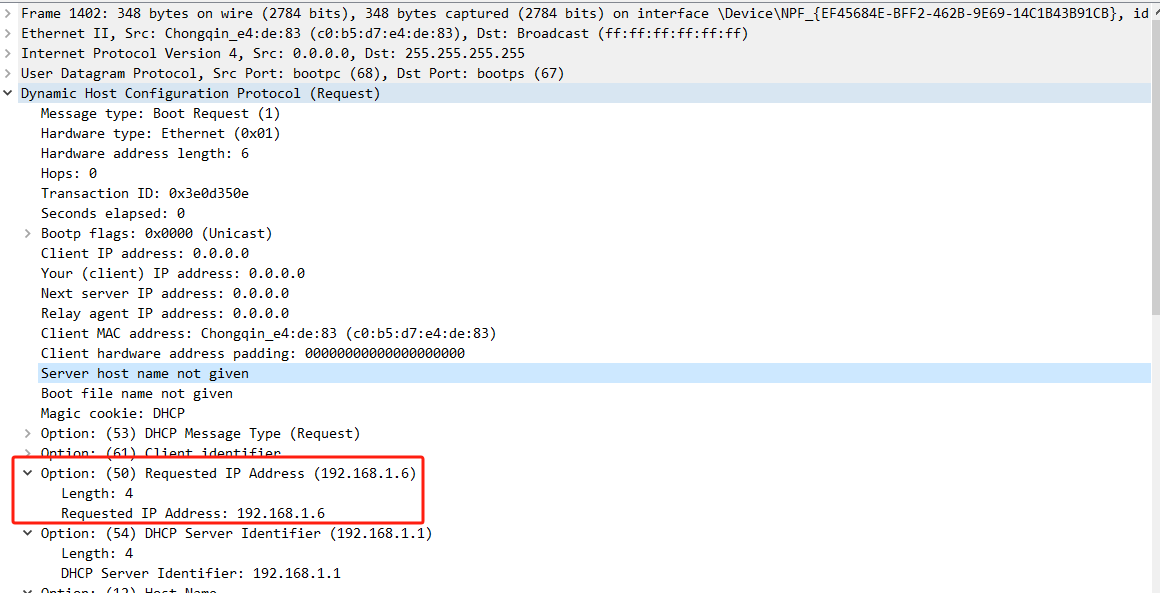 Frame 1402: 348 bytes on wire (2784 bits), 348 bytes captured (2784 bits) on interface \Device\NPF_{EF45684E-BFF2-462B-9E69-14C1B43B91CB}, id
Ethernet II, Src: Chongqin_e4:de:83 (c0:b5:d7:e4:de:83), Dst: Broadcast (ff:ff:ff:ff:ff:ff)
Internet Protocol Version 4, Src: 0.0.0.0, Dst: 255.255.255.255
User Datagram Protocol, Src Port: bootpc (68), Dst Port: bootps (67)
Dynamic Host Configuration Protocol (Request)
Message type: Boot Request (1)
Hardware type: Ethernet (0x01)
Hardware address length: 6
Hops: 0
Transaction ID: 0x3e0d350e
Seconds elapsed: 0
Bootp flags: 0x0000 (Unicast)
Client IP address: 0.0.0.0
Your (client) IP address: 0.0.0.0
Next server IP address: 0.0.0.0
Relay agent IP address: 0.0.0.0
Client MAC address: Chongqin_e4:de:83 (c0:b5:d7:e4:de:83)
Client hardware address padding: 00000000000000000000
Server host name not given
Boot file name not given
Magic cookie: DHCP
Option: (53) DHCP Message Type (Request)
Option: (61) Client identifier
Option: (50) Requested IP Address (192.168.1.6)
Length: 4
Requested IP Address: 192.168.1.6
Option: (54) DHCP Server Identifier (192.168.1.1)
Length: 4
DHCP Server Identifier: 192.168.1.1
Option: (12) Host Name